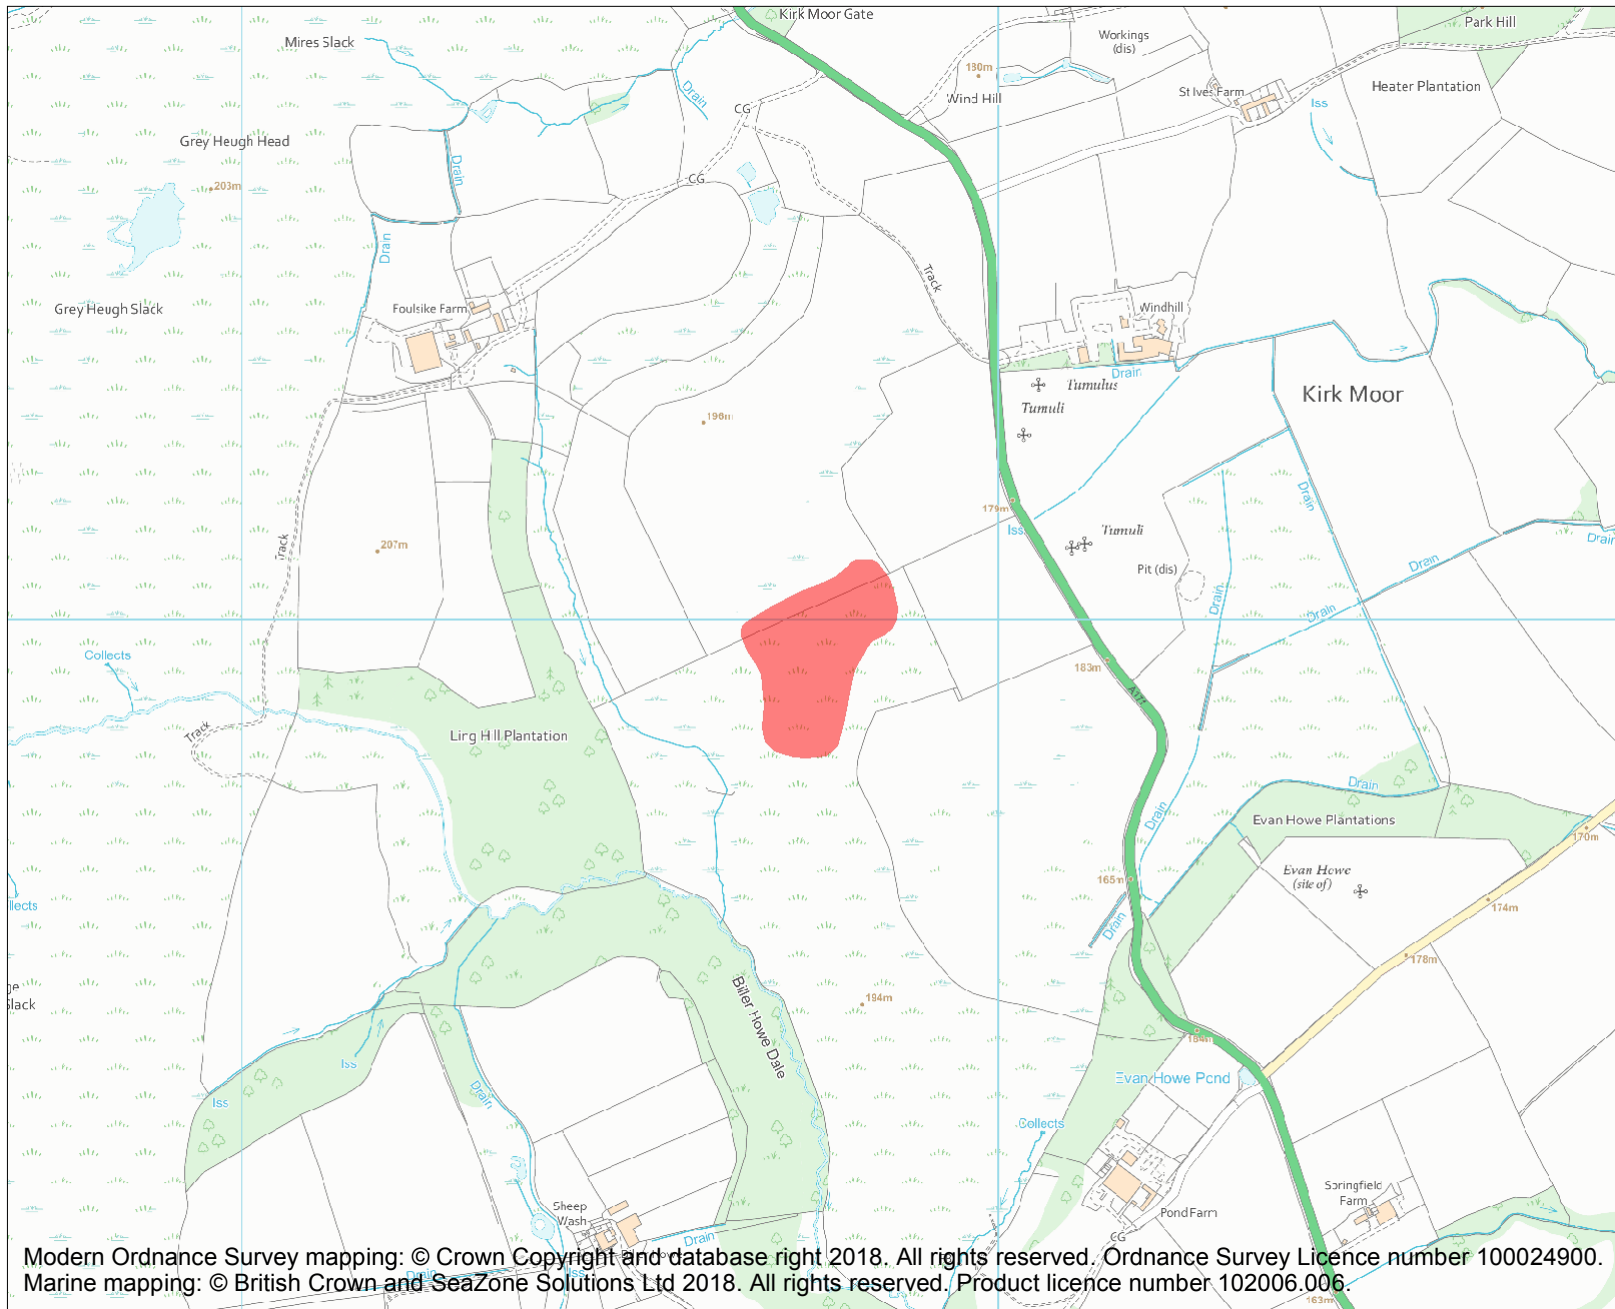 Kirk Moor Gate
Park Hill
Mires Slack
Workings
(dis)
180m
Wind Hill
Heater Plantation
St Ives Farm
Iss
Drain
CG
Grey Heugh Head
Drain
CG
203m
Drain
Track
Grey Heugh Slack
Foulsike Farm
Windhill
Drain
Tumulus
Tumuli
Kirk Moor
196m
179m
Iss
Tumuli
Drain
Drain
207m
Track
Pit (dis)
Drain
Drain
Drain
Collects
183m
A171
Track
Ling Hill Plantation
Drain
Drain
Evan Howe Plantations
170m
165m
Evan Howe
(site of)
174m
llects
Drain
178m
Slack
Biller Howe Dale
194m
184m
Iss
Evan Howe Pond
Iss
Drain
Collects
Sheep
Wash
Springfield
Farm
Pond Farm
CG
Drain
Drain
Iss
163m
Modern Ordnance Survey mapping: © Crown Copyright and database right 2018. All rights reserved. Ordnance Survey Licence number 100024900.
Marine mapping: © British Crown and SeaZone Solutions Ltd 2018. All rights reserved. Product licence number 102006.006.